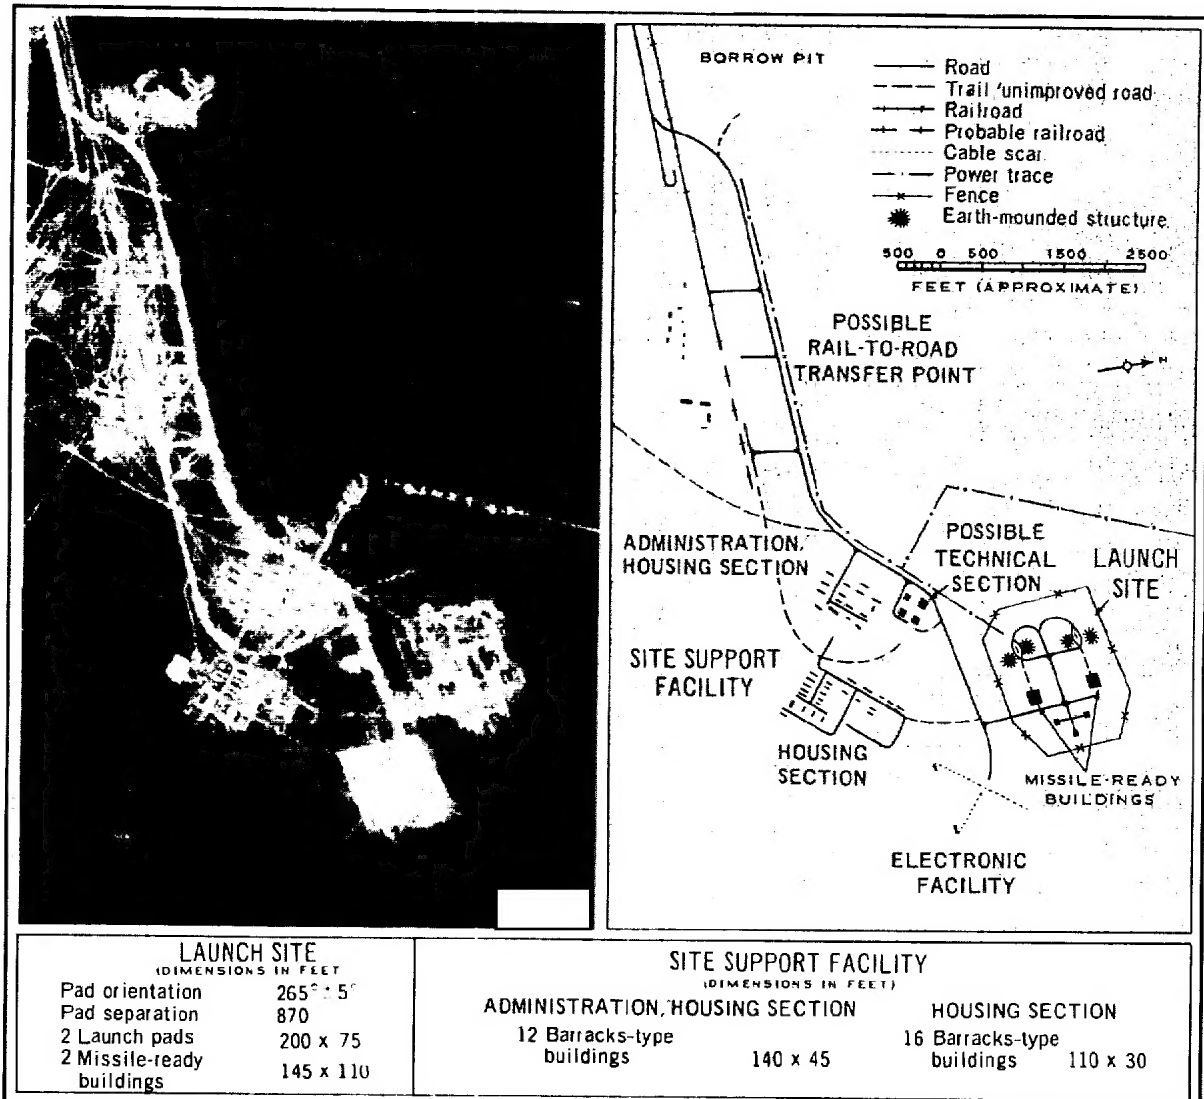 BORROW PIT
Road
Trail/unimproved road
Railroad
Probable railroad
Cable scar
Power trace
Fence
Earth-mounded structure
500 0 500 1500 2500
FEET (APPROXIMATE)
POSSIBLE
RAIL-TO-ROAD
TRANSFER POINT
N
ADMINISTRATION,
HOUSING SECTION
POSSIBLE
TECHNICAL
SECTION
LAUNCH
SITE
SITE SUPPORT
FACILITY
HOUSING
SECTION
MISSILE-READY
BUILDINGS
ELECTRONIC
FACILITY
LAUNCH SITE
(DIMENSIONS IN FEET
Pad orientation 265° ± 5°
Pad separation 870
2 Launch pads 200 x 75
2 Missile-ready
buildings 145 x 110
SITE SUPPORT FACILITY
(DIMENSIONS IN FEET)
ADMINISTRATION, HOUSING SECTION
12 Barracks-type
buildings 140 x 45
HOUSING SECTION
16 Barracks-type
buildings 110 x 30